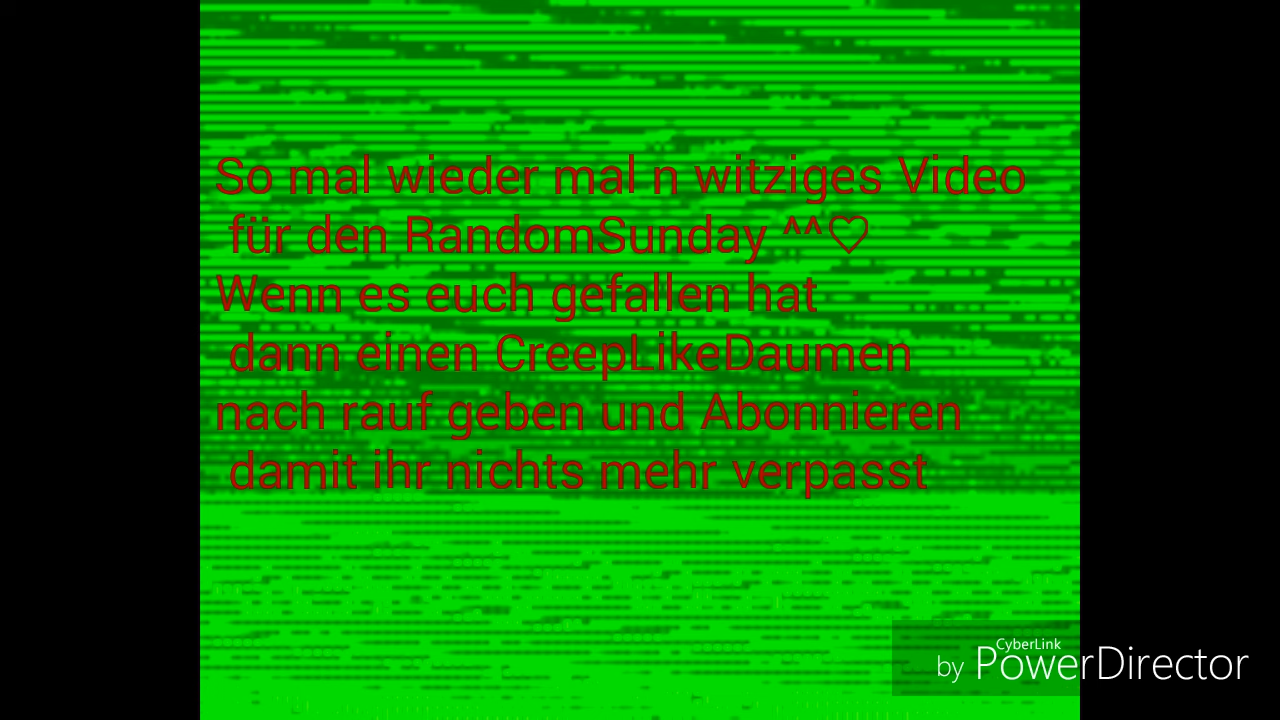 So mal wieder mal n witziges Video
für den RandomSunday ^^♡
Wenn es euch gefallen hat
dann einen CreepLikeDaumen
nach rauf geben und Abonnieren
damit ihr nichts mehr verpasst
CyberLink
by PowerDirector